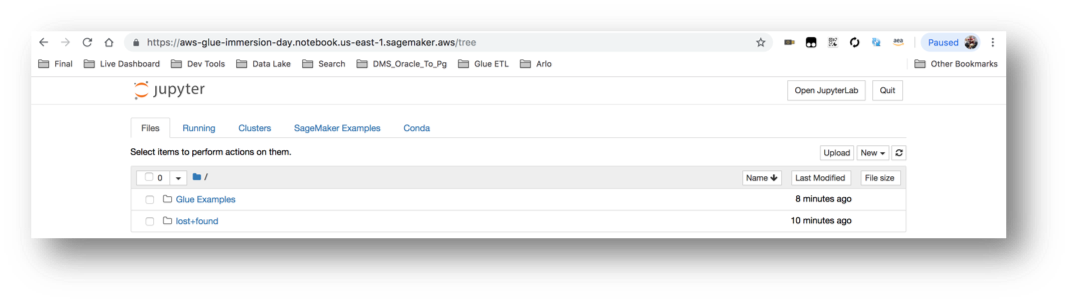 https://aws-glue-immersion-day.notebook.us-east-1.sagemaker.aws/tree Paused
Final Live Dashboard Dev Tools Data Lake Search DMS_Oracle_To_Pg Glue ETL Arlo Other Bookmarks
jupyter Open JupyterLab Quit
Files Running Clusters SageMaker Examples Conda
Select items to perform actions on them. Upload New
0 / Name Last Modified File size
Glue Examples 8 minutes ago
lost+found 10 minutes ago